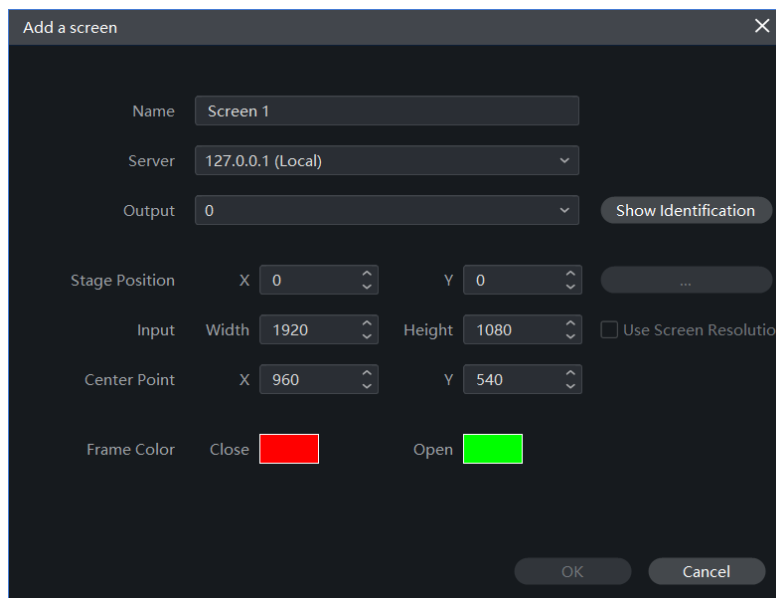 Add a screen
Name Screen 1
Server 127.0.0.1 (Local)
Output 0 Show Identification
Stage Position X 0 Y 0 ...
Input Width 1920 Height 1080 Use Screen Resolutio
Center Point X 960 Y 540
Frame Color Close Open
OK Cancel